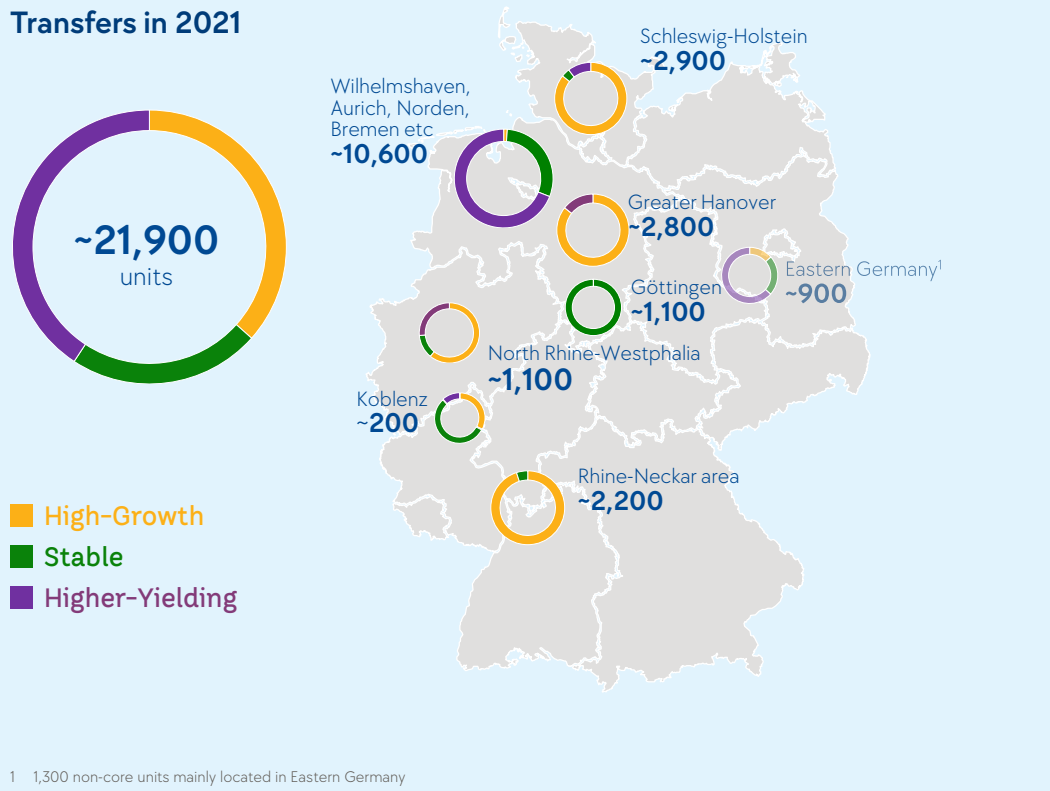 Transfers in 2021
Schleswig-Holstein
~2,900
Wilhelmshaven,
Aurich, Norden,
Bremen etc
~10,600
~21,900
units
Greater Hanover
~2,800
Eastern Germany¹
~900
Göttingen
~1,100
North Rhine-Westphalia
~1,100
Koblenz
~200
Rhine-Neckar area
~2,200
High-Growth
Stable
Higher-Yielding
1 1,300 non-core units mainly located in Eastern Germany